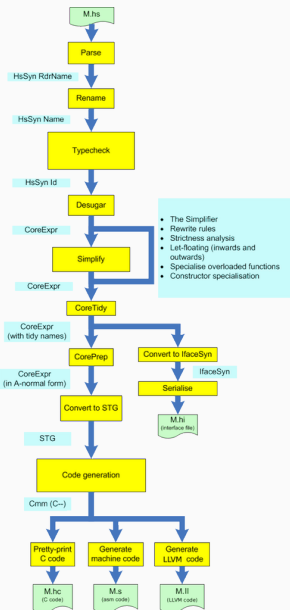 M.hs
Parse
HsSyn RdrName
Rename
HsSyn Name
Typecheck
HsSyn Id
Desugar
CoreExpr
Simplify
• The Simplifier
• Rewrite rules
• Strictness analysis
• Let-floating (inwards and
outwards)
• Specialise overloaded functions
• Constructor specialisation
CoreExpr
CoreTidy
CoreExpr
(with tidy names)
CorePrep
Convert to IfaceSyn
IfaceSyn
CoreExpr
(in A-normal form)
Serialise
Convert to STG
M.hi
(interface file)
STG
Code generation
Cmm (C--)
Pretty-print
C code
Generate
machine code
Generate
LLVM code
M.hc
(C code)
M.s
(asm code)
M.ll
(LLVM code)